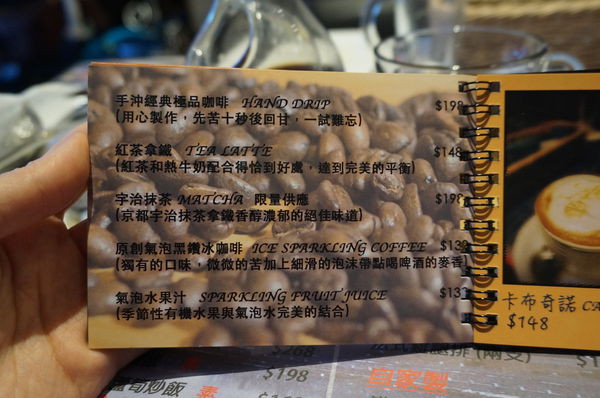 手沖經典極品咖啡 HAND DRIP $198
(用心製作，先苦十秒後回甘，一試難忘)
紅茶拿鐵 TEA LATTE $148
(紅茶和熱牛奶配合得恰到好處，達到完美的平衡)
宇治抹茶 MATCHA 限量供應 $198
(京都宇治抹茶拿鐵香醇濃郁的絕佳味道)
原創氣泡黑鑽冰咖啡 ICE SPARKLING COFFEE
(獨有的口味，微微的苦加上細滑的泡沫帶點喝啤酒的麥香)
氣泡水果汁 SPARKLING FRUIT JUICE
(季節性有機水果與氣泡水完美的結合)
卡布奇諾 CA
$148
$268
炒飯 素 $198
自家製